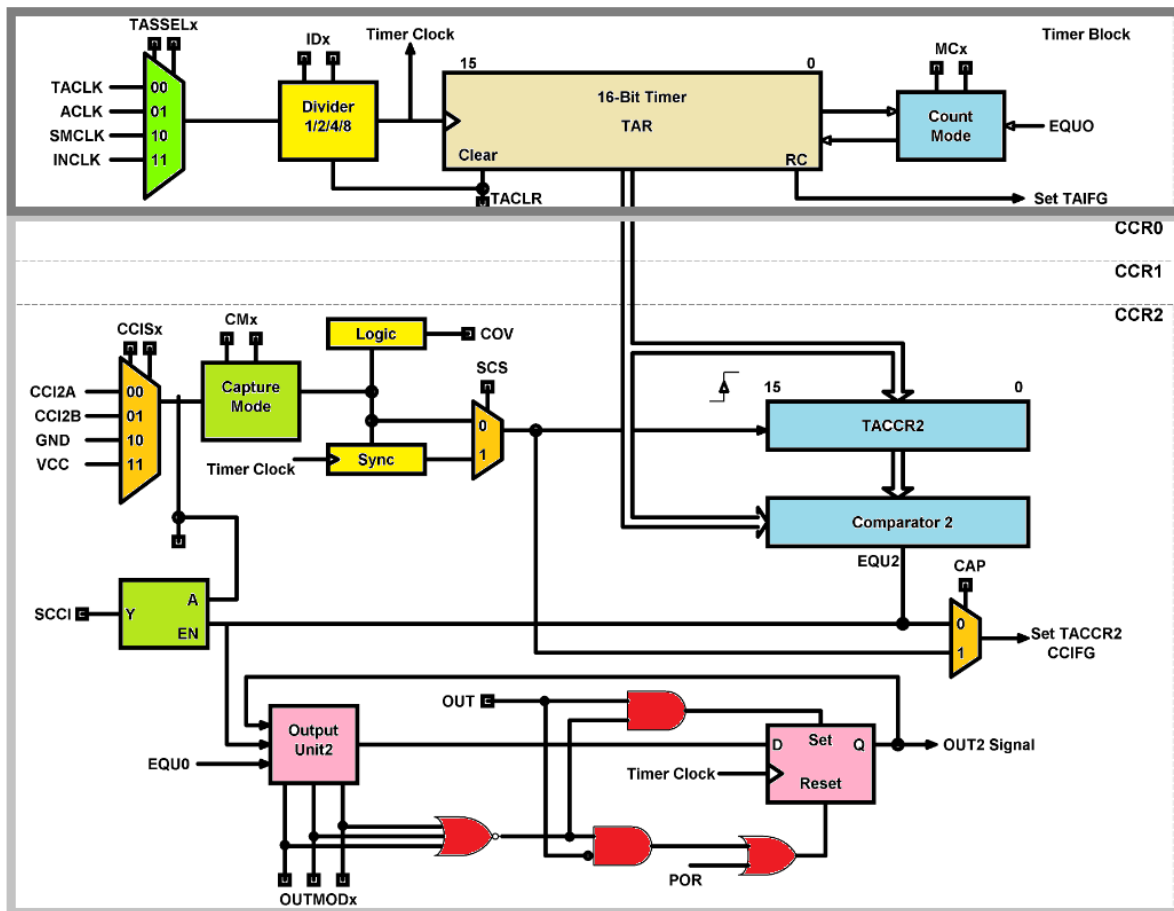 TASSELx
IDx
Timer Clock
15
0
MCx
Timer Block
TACLK
ACLK
SMCLK
INCLK
00
01
10
11
Divider
1/2/4/8
16-Bit Timer
TAR
Clear
RC
Count
Mode
EQUO
TACLR
Set TAIFG
CCR0
CCR1
CCR2
CCISx
CMx
Logic
COV
SCS
CCI2A
CCI2B
GND
VCC
00
01
10
11
Capture
Mode
0
1
15
0
TACCR2
Timer Clock
Sync
Comparator 2
EQU2
CAP
SCCI
Y
A
EN
0
1
Set TACCR2
CCIFG
OUT
Output
Unit2
EQU0
D
Set
Q
OUT2 Signal
Timer Clock
Reset
POR
OUTMODx